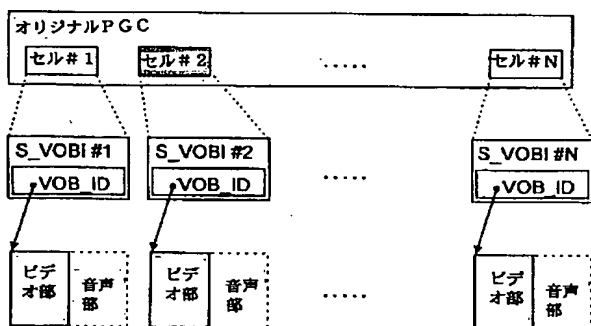 オリジナルPGC
セル#1 セル#2 ..... セル#N
S_VOBI #1 S_VOBI #2 S_VOBI #N
VOB_ID VOB_ID ..... VOB_ID
ビデオ部 音声部 ビデオ部 音声部 ..... ビデオ部 音声部